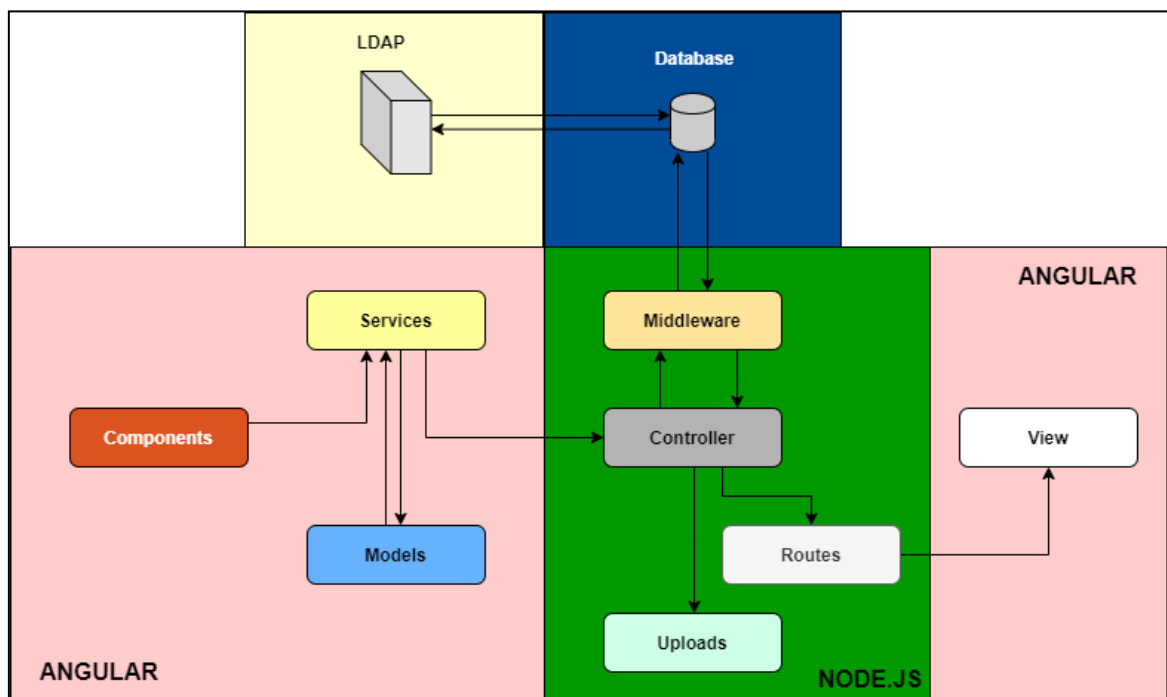 LDAP
Database
ANGULAR
Services
Middleware
Components
Controller
View
Models
Routes
Uploads
ANGULAR
NODE.JS